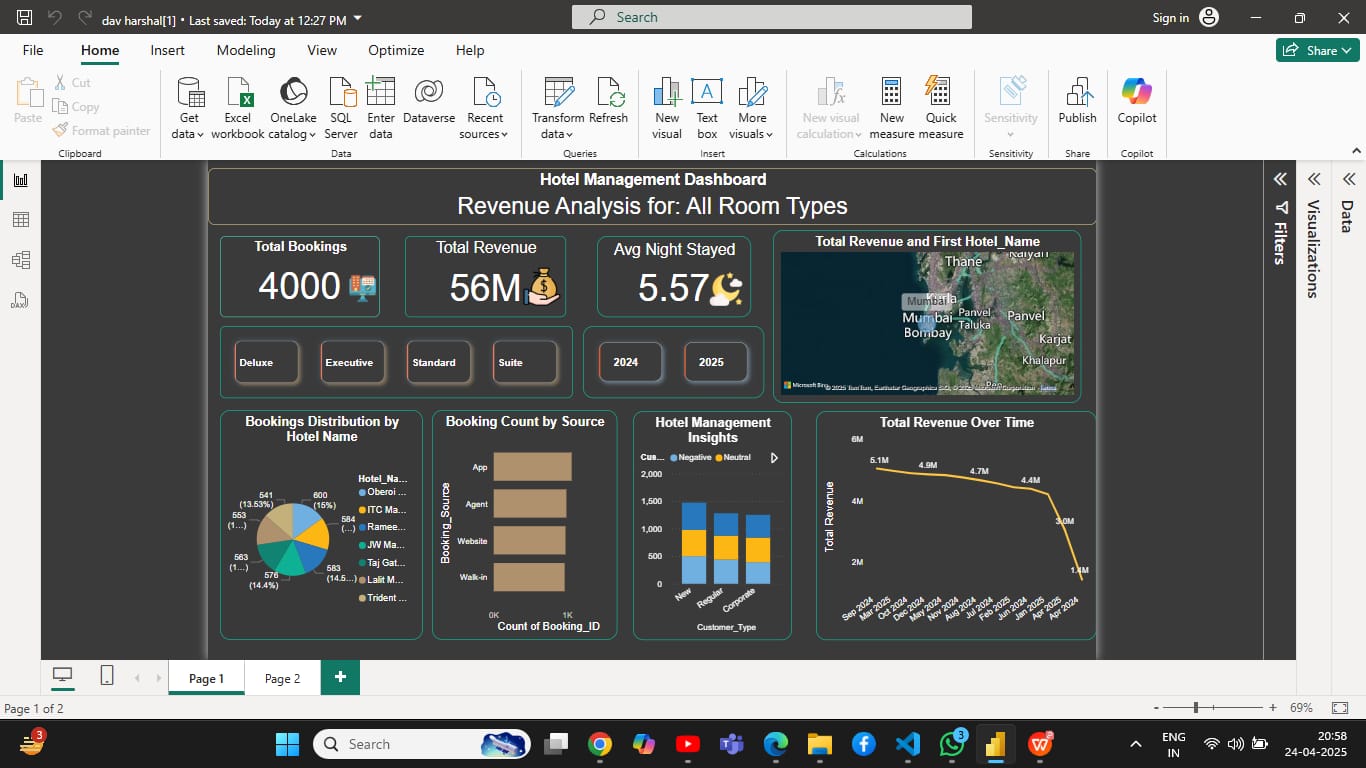 dav harshal[1] • Last saved: Today at 12:27 PM
Search
Sign in
File Home Insert Modeling View Optimize Help
Share
Paste
Cut
Copy
Format painter
Clipboard
Get data
Excel workbook
OneLake catalog
SQL Server
Enter data
Dataverse
Recent sources
Data
Transform data
Refresh
Queries
New visual
Text box
More visuals
Insert
New visual calculation
New measure
Quick measure
Calculations
Sensitivity
Sensitivity
Publish
Share
Copilot
Copilot
Hotel Management Dashboard
Revenue Analysis for: All Room Types
Total Bookings
4000
Total Revenue
56M
Avg Night Stayed
5.57
Total Revenue and First Hotel_Name
Thane
Kalyan
Mumbai
Kurla
Mumbai
Bombay
Panvel
Taluka
Panvel
Karjat
Khalapur
Pen
Microsoft Bing
© 2025 TomTom, Earthstar Geographics SIO, © 2025 Microsoft Corporation Terms
Deluxe
Executive
Standard
Suite
2024
2025
Bookings Distribution by
Hotel Name
541
(13.53%)
600
(15%)
553
(1...)
584
(...)
563
(1...)
583
(14.5...)
576
(14.4%)
Hotel_Na...
Oberoi ...
ITC Ma...
Ramee...
JW Ma...
Taj Gat...
Lalit M...
Trident ...
Booking Count by Source
Booking_Source
App
Agent
Website
Walk-in
0K 1K
Count of Booking_ID
Hotel Management
Insights
Cus... Negative Neutral
2,000
1,500
1,000
500
0
New Regular Corporate
Customer_Type
Total Revenue Over Time
Total Revenue
6M
4M
2M
5.1M
4.9M
4.7M
4.4M
3.0M
1.4M
Sep 2024 Mar 2025 Oct 2024 Dec 2024 May 2024 Nov 2024 Aug 2024 Jul 2024 Feb 2025 Jun 2024 Jan 2025 Apr 2025 Apr 2024
Filters
Visualizations
Data
DAX
Page 1
Page 2
Page 1 of 2
69%
3
Search
3
ENG
IN
20:58
24-04-2025